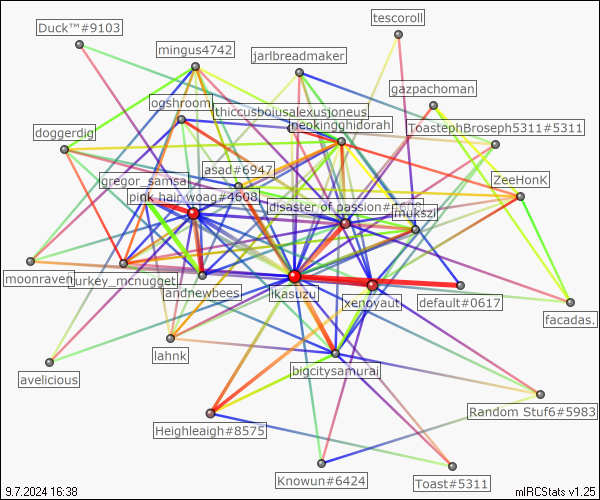 tescoroll
Duck™#9103
mingus4742
jarlbreadmaker
gazpachoman
ogshroom
thiccusboiusalexusjoneus
neokingghidorah
ToastephBroseph5311#5311
doggerdig
asad#6947
ZeeHonK
gregor_samsa
pink hair woag#4608
disaster of passion
mukszi
moonraven
turkey_mcnugget
andnewbees
ikasuzu
xenoyaut
default#0617
facadas.
lahnk
bigcitysamurai
avelicious
Random Stuf6#5983
Heighleaigh#8575
Knowun#6424
Toast#5311
9.7.2024 16:38
mIRCStats v1.25